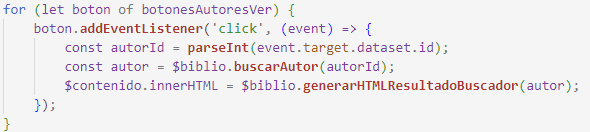 for (let boton of botonesAutoresVer) {
    boton.addEventListener('click', (event) => {
        const autorId = parseInt(event.target.dataset.id);
        const autor = $biblio.buscarAutor(autorId);
        $contenido.innerHTML = $biblio.generarHTMLResultadoBuscador(autor);
    });
}